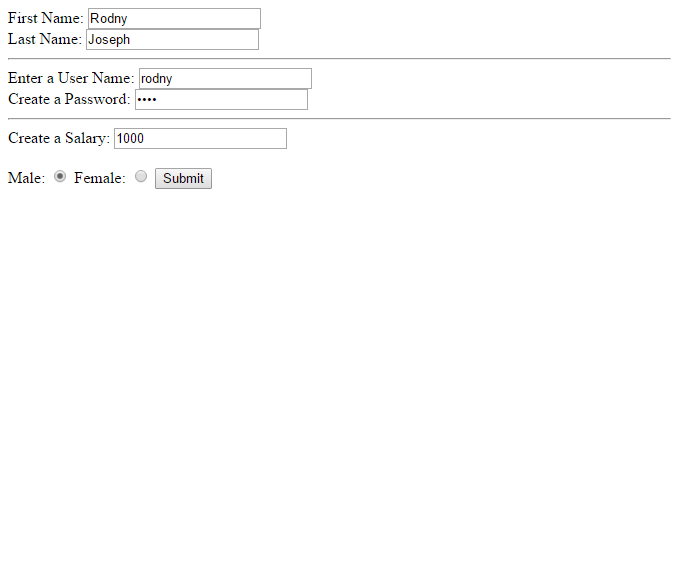 First Name: Rodny
Last Name: Joseph
Enter a User Name: rodny
Create a Password: ••••
Create a Salary: 1000
Male: Female: Submit